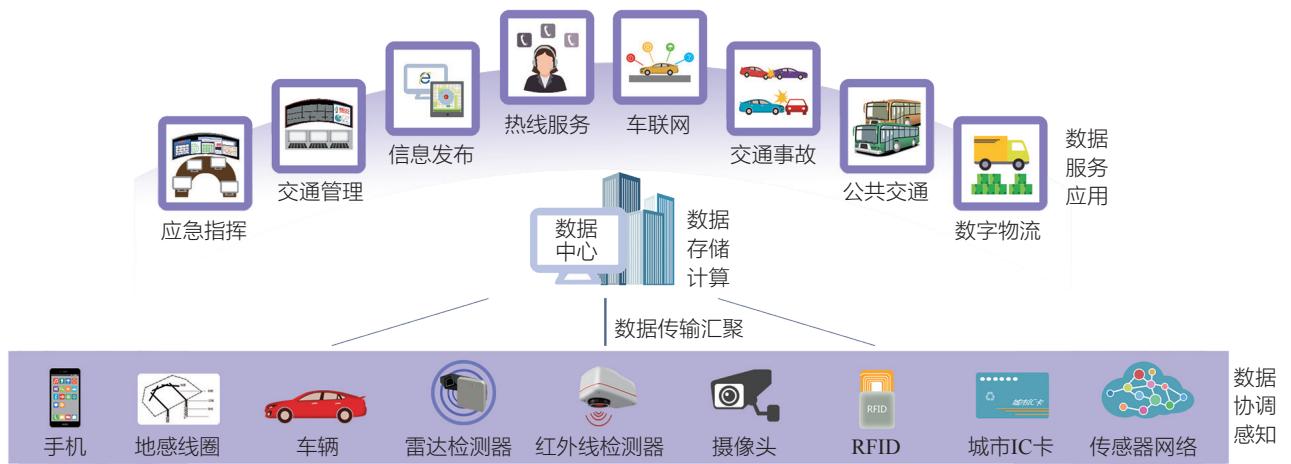 热线服务
车联网
信息发布
交通事故
交通管理
公共交通
应急指挥
数字物流
数据
服务
应用
数据
中心
数据
存储
计算
数据传输汇聚
手机
地感线圈
车辆
雷达检测器
红外线检测器
摄像头
RFID
RFID
城市IC卡
城市IC卡
传感器网络
数据
协调
感知